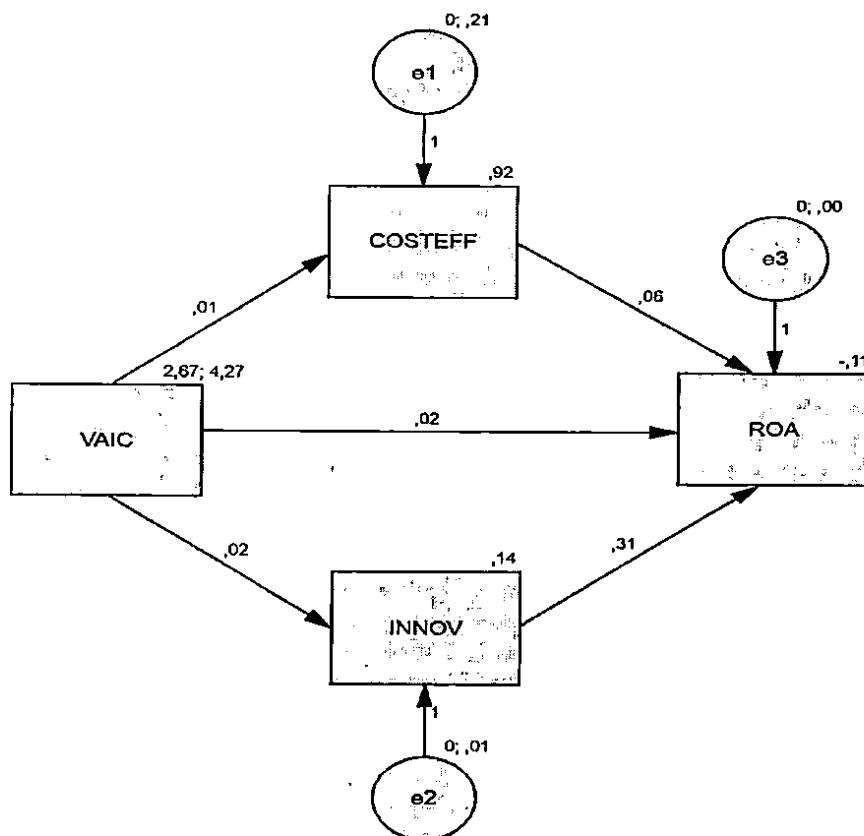 0; ,21
e1
1
,92
COSTEFF
0; ,00
e3
,01
,06
1
2,67; 4,27
-,11
VAIC
,02
ROA
,02
,14
,31
INNOV
1
0; ,01
e2